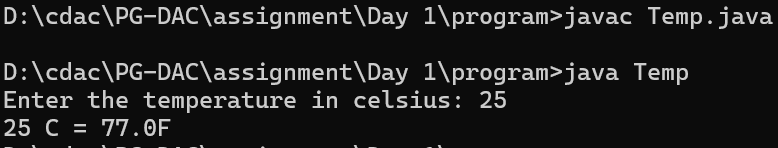 D:\cdac\PG-DAC\assignment\Day 1\program>javac Temp.java
D:\cdac\PG-DAC\assignment\Day 1\program>java Temp
Enter the temperature in celsius: 25
25 C = 77.0F